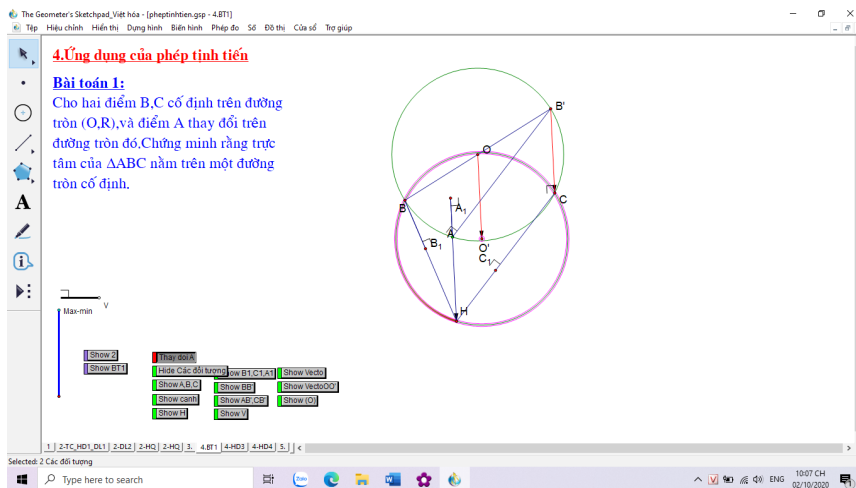 The Geometer's Sketchpad_Việt hóa - [pheptinhtien.gsp - 4.BT1]
Tệp Hiệu chỉnh Hiển thị Dựng hình Biến hình Phép đo Số Đồ thị Cửa sổ Trợ giúp
4.Ứng dụng của phép tịnh tiến
Bài toán 1:
Cho hai điểm B,C cố định trên đường
tròn (O,R),và điểm A thay đổi trên
đường tròn đó.Chứng minh rằng trực
tâm của ΔABC nằm trên một đường
tròn cố định.
B'
O
C
B
A1
A
B1
O'
C1
H
V
Max-min
Show 2
Show BT1
Thay doi A
Hide Các đối tượng
Show A,B,C
Show canh
Show H
ow B1,C1,A1
Show BB'
Show AB',CB'
Show V
Show Vecto
Show VectoOO'
Show (O)
1 2-TC_HD1_DL1 2-DL2 2-HQ 2-HQ 3. 4.BT1 4-HD3 4-HD4 5.
Selected: 2 Các đối tượng
Type here to search
Zalo
ENG
10:07 CH
02/10/2020